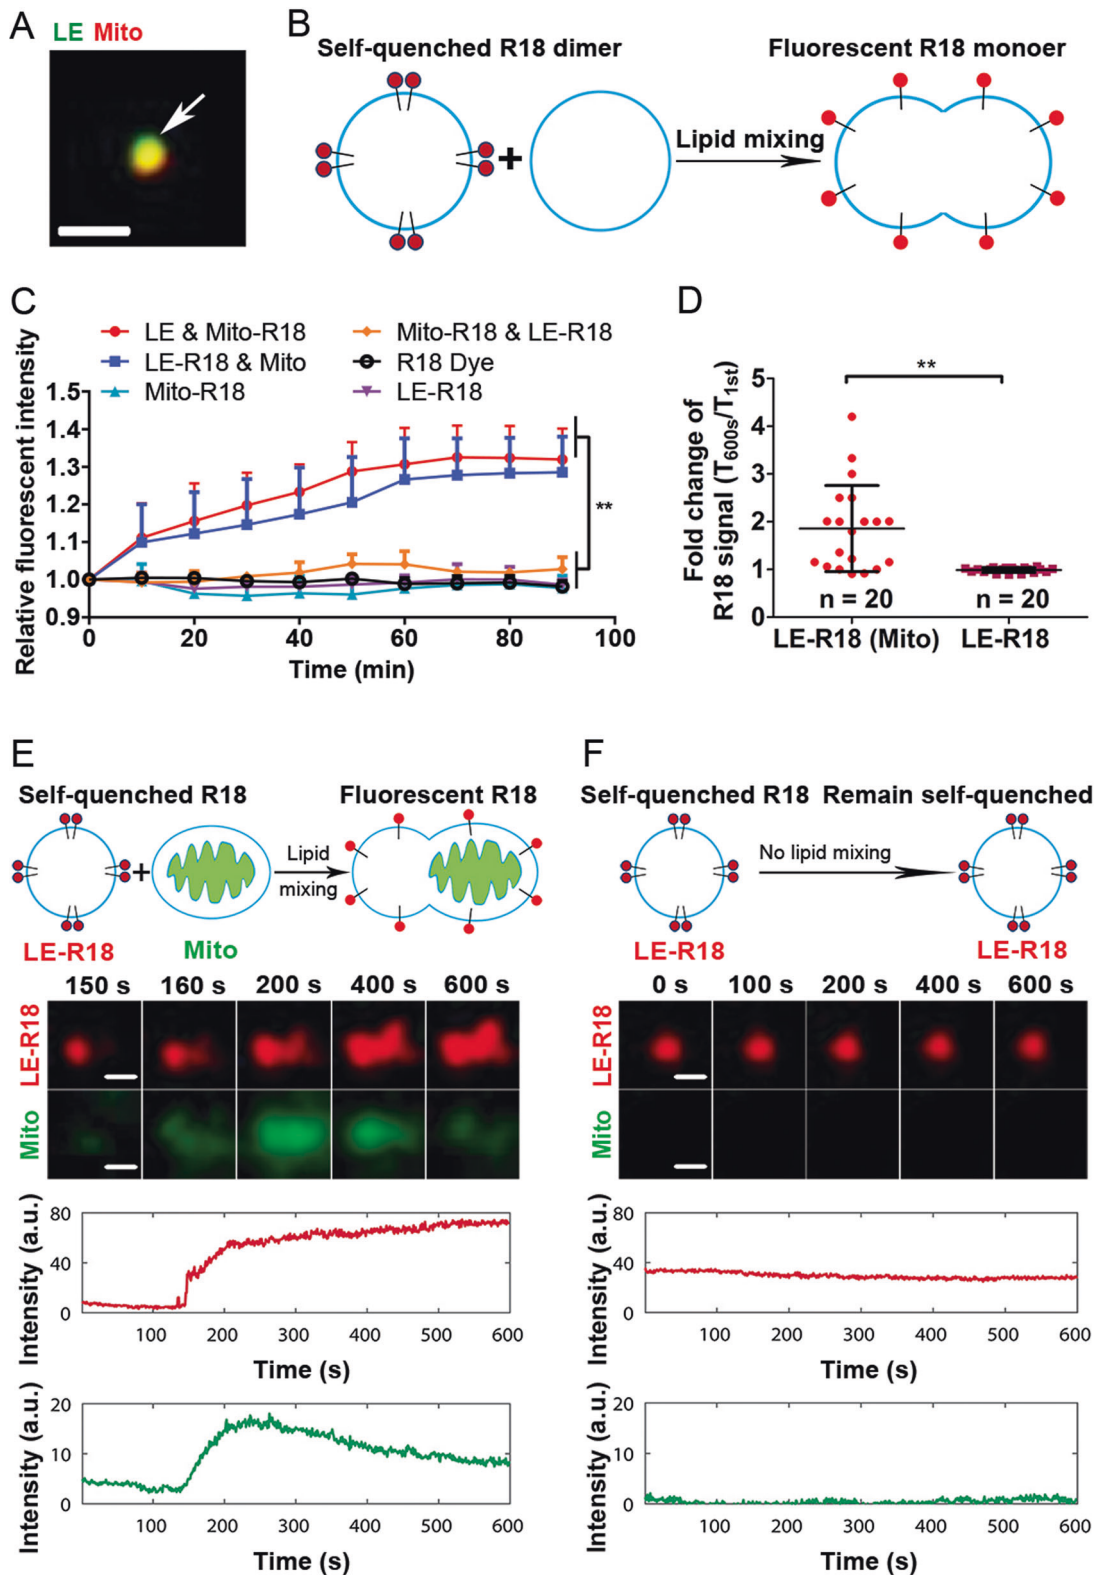 A
LE Mito
B
Self-quenched R18 dimer
Fluorescent R18 monoer
+
Lipid mixing
C
LE & Mito-R18
Mito-R18 & LE-R18
LE-R18 & Mito
R18 Dye
Mito-R18
LE-R18
Relative fluorescent intensity
1.5
1.4
1.3
1.2
1.1
1.0
0.9
**
0 20 40 60 80 100
Time (min)
D
Fold change of
R18 signal (T600s/T1st)
5
4
3
2
1
0
**
n = 20 n = 20
LE-R18 (Mito) LE-R18
E
Self-quenched R18
Fluorescent R18
+
Lipid
mixing
LE-R18
Mito
150 s 160 s 200 s 400 s 600 s
LE-R18
Mito
Intensity (a.u.)
80
40
0
100 200 300 400 500 600
Time (s)
Intensity (a.u.)
20
10
0
100 200 300 400 500 600
Time (s)
F
Self-quenched R18
Remain self-quenched
No lipid mixing
LE-R18
LE-R18
0 s 100 s 200 s 400 s 600 s
LE-R18
Mito
Intensity (a.u.)
80
40
0
100 200 300 400 500 600
Time (s)
Intensity (a.u.)
20
10
0
100 200 300 400 500 600
Time (s)